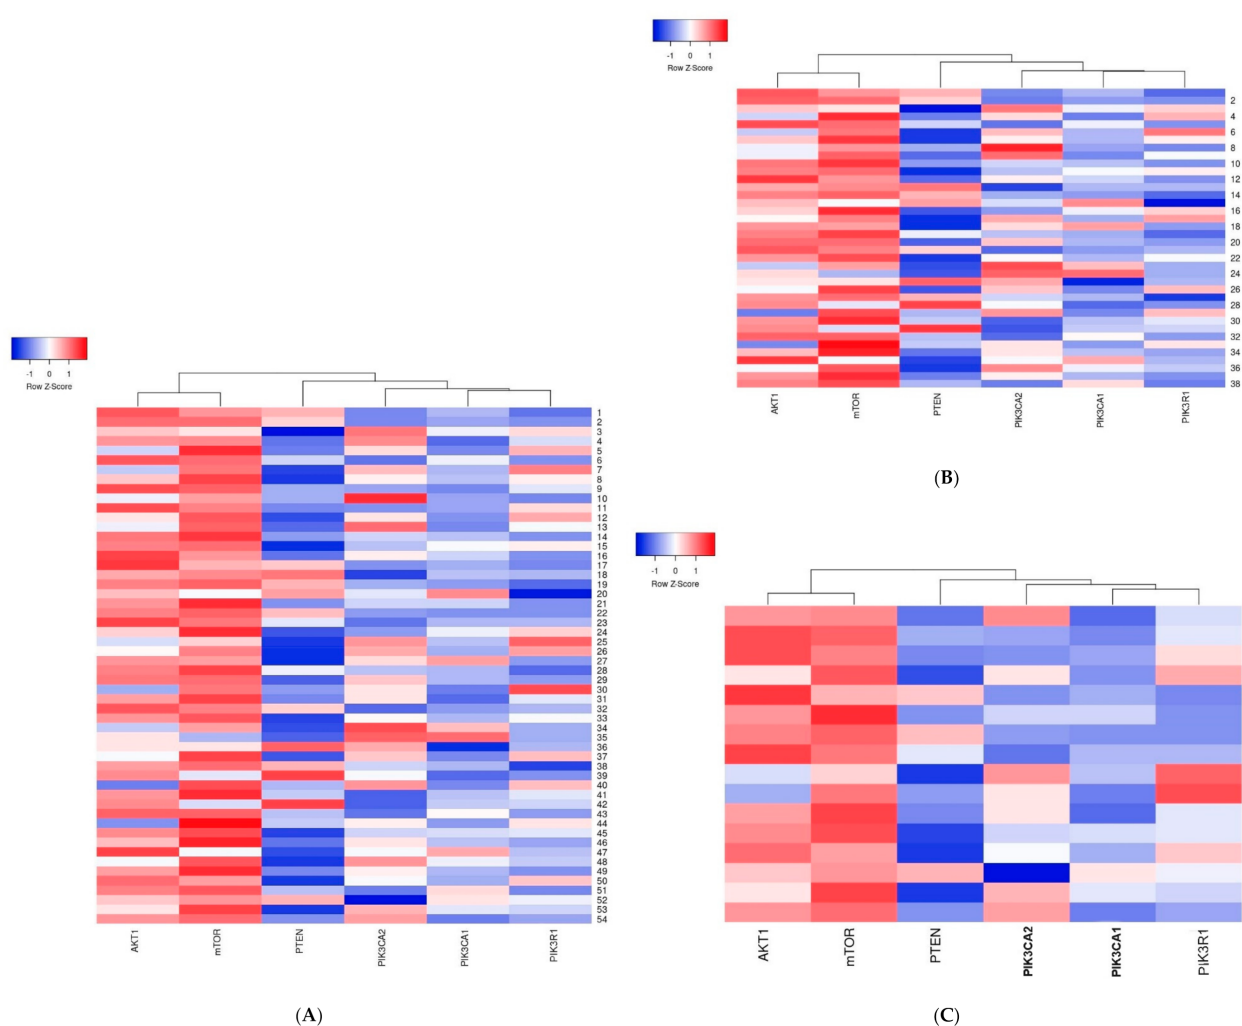 -1 0 1
Row Z-Score
2
4
6
8
10
12
14
16
18
20
22
24
26
28
30
32
34
36
38
AKT1
mTOR
PTEN
PIK3CA2
PIK3CA1
PIK3R1
(B)
-1 0 1
Row Z-Score
1
2
3
4
5
6
7
8
9
10
11
12
13
14
15
16
17
18
19
20
21
22
23
24
25
26
27
28
29
30
31
32
33
34
35
36
37
38
39
40
41
42
43
44
45
46
47
48
49
50
51
52
53
54
AKT1
mTOR
PTEN
PIK3CA2
PIK3CA1
PIK3R1
(A)
-1 0 1
Row Z-Score
AKT1
mTOR
PTEN
PIK3CA2
PIK3CA1
PIK3R1
(C)